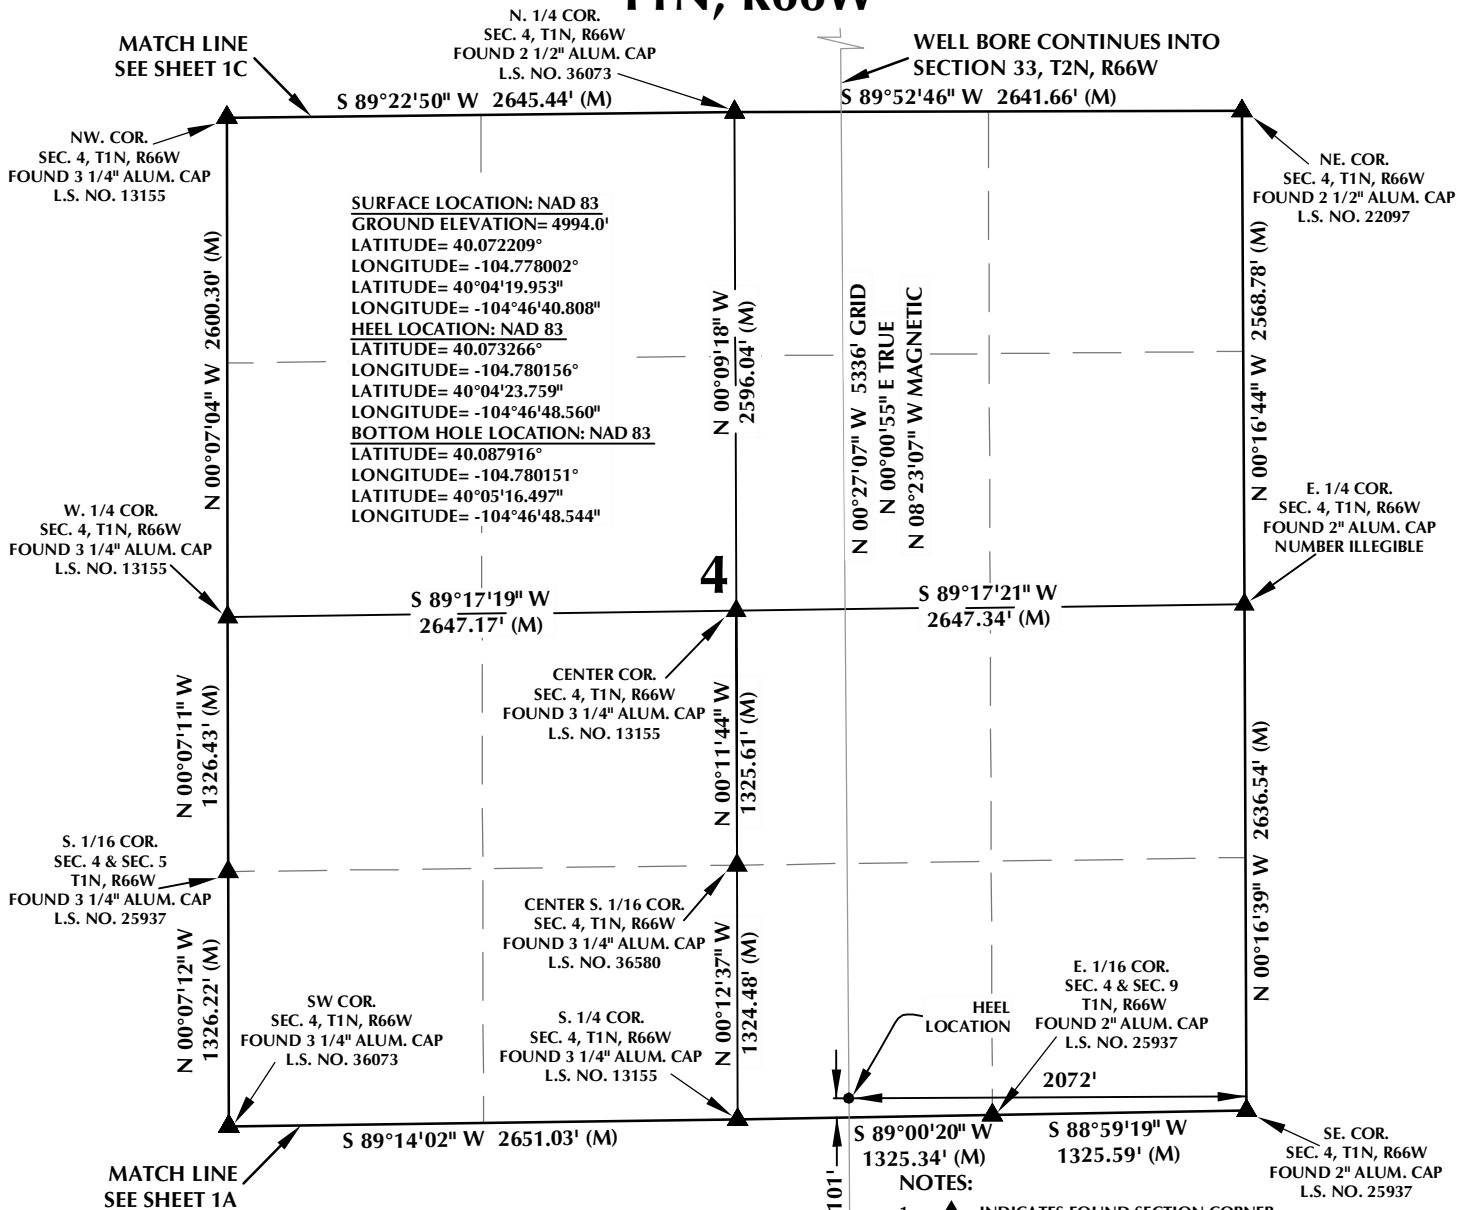 T1N, R66W
N. 1/4 COR.
SEC. 4, T1N, R66W
FOUND 2 1/2" ALUM. CAP
L.S. NO. 36073
MATCH LINE
SEE SHEET 1C
WELL BORE CONTINUES INTO
SECTION 33, T2N, R66W
S 89°22'50" W 2645.44' (M)
S 89°52'46" W 2641.66' (M)
NW. COR.
SEC. 4, T1N, R66W
FOUND 3 1/4" ALUM. CAP
L.S. NO. 13155
NE. COR.
SEC. 4, T1N, R66W
FOUND 2 1/2" ALUM. CAP
L.S. NO. 22097
SURFACE LOCATION: NAD 83
GROUND ELEVATION= 4994.0'
LATITUDE= 40.072209°
LONGITUDE= -104.778002°
LATITUDE= 40°04'19.953"
LONGITUDE= -104°46'40.808"
HEEL LOCATION: NAD 83
LATITUDE= 40.073266°
LONGITUDE= -104.780156°
LATITUDE= 40°04'23.759"
LONGITUDE= -104°46'48.560"
BOTTOM HOLE LOCATION: NAD 83
LATITUDE= 40.087916°
LONGITUDE= -104.780151°
LATITUDE= 40°05'16.497"
LONGITUDE= -104°46'48.544"
N 00°07'04" W 2600.30' (M)
N 00°09'18" W
2596.04' (M)
N 00°27'07" W 5336' GRID
N 00°00'55" E TRUE
N 08°23'07" W MAGNETIC
N 00°16'44" W 2568.78' (M)
W. 1/4 COR.
SEC. 4, T1N, R66W
FOUND 3 1/4" ALUM. CAP
L.S. NO. 13155
E. 1/4 COR.
SEC. 4, T1N, R66W
FOUND 2" ALUM. CAP
NUMBER ILLEGIBLE
4
S 89°17'19" W
2647.17' (M)
S 89°17'21" W
2647.34' (M)
CENTER COR.
SEC. 4, T1N, R66W
FOUND 3 1/4" ALUM. CAP
L.S. NO. 13155
N 00°07'11" W
1326.43' (M)
N 00°11'44" W
1325.61' (M)
N 00°16'39" W 2636.54' (M)
S. 1/16 COR.
SEC. 4 & SEC. 5
T1N, R66W
FOUND 3 1/4" ALUM. CAP
L.S. NO. 25937
CENTER S. 1/16 COR.
SEC. 4, T1N, R66W
FOUND 3 1/4" ALUM. CAP
L.S. NO. 36580
N 00°07'12" W
1326.22' (M)
N 00°12'37" W
1324.48' (M)
E. 1/16 COR.
SEC. 4 & SEC. 9
T1N, R66W
FOUND 2" ALUM. CAP
L.S. NO. 25937
HEEL
LOCATION
SW COR.
SEC. 4, T1N, R66W
FOUND 3 1/4" ALUM. CAP
L.S. NO. 36073
S. 1/4 COR.
SEC. 4, T1N, R66W
FOUND 3 1/4" ALUM. CAP
L.S. NO. 13155
2072'
S 89°14'02" W 2651.03' (M)
S 89°00'20" W
1325.34' (M)
S 88°59'19" W
1325.59' (M)
SE. COR.
SEC. 4, T1N, R66W
FOUND 2" ALUM. CAP
L.S. NO. 25937
MATCH LINE
SEE SHEET 1A
101'
NOTES:
1. INDICATES FOUND SECTION CORNER